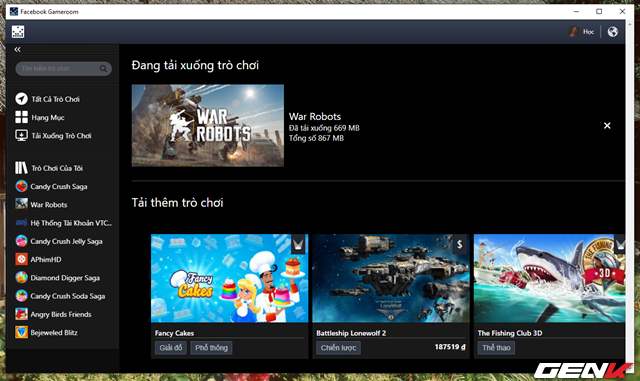 Facebook Gameroom
Học
Tìm kiếm trò chơi
Tất Cả Trò Chơi
Hạng Mục
Tải Xuống Trò Chơi
Trò Chơi Của Tôi
Candy Crush Saga
War Robots
Hệ Thống Tài Khoản VTC...
Candy Crush Jelly Saga
APhimHD
Diamond Digger Saga
Candy Crush Soda Saga
Angry Birds Friends
Bejeweled Blitz
Đang tải xuống trò chơi
WAR
ROBOTS
War Robots
Đã tải xuống 669 MB
Tổng số 867 MB
Tải thêm trò chơi
Fancy
Cakes
Fancy Cakes
Giải đố
Phổ thông
$
Battleship Lonewolf 2
Chiến lược
187519 ₫
THE FISHING
CLUB
3D
The Fishing Club 3D
Thể thao
GENK